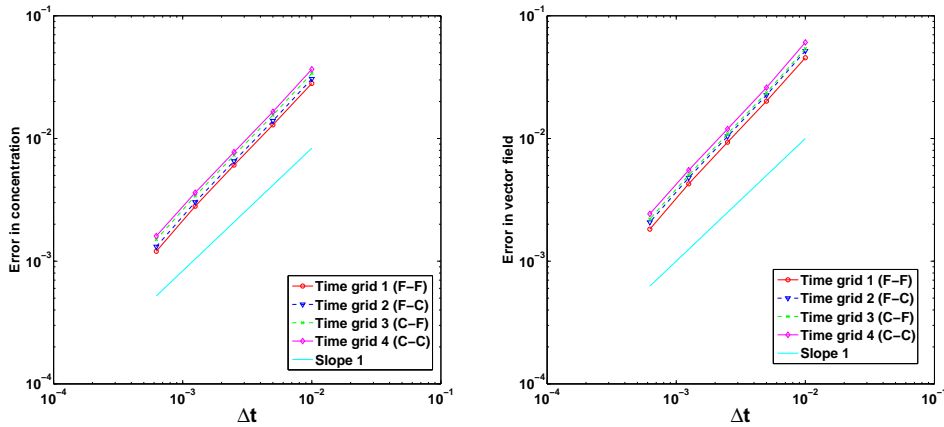 10⁻¹
10⁻²
10⁻³
10⁻⁴
Error in concentration
Time grid 1 (F−F)
Time grid 2 (F−C)
Time grid 3 (C−F)
Time grid 4 (C−C)
Slope 1
10⁻⁴
10⁻³
10⁻²
10⁻¹
Δt
10⁻¹
10⁻²
10⁻³
10⁻⁴
Error in vector field
Time grid 1 (F−F)
Time grid 2 (F−C)
Time grid 3 (C−F)
Time grid 4 (C−C)
Slope 1
10⁻⁴
10⁻³
10⁻²
10⁻¹
Δt